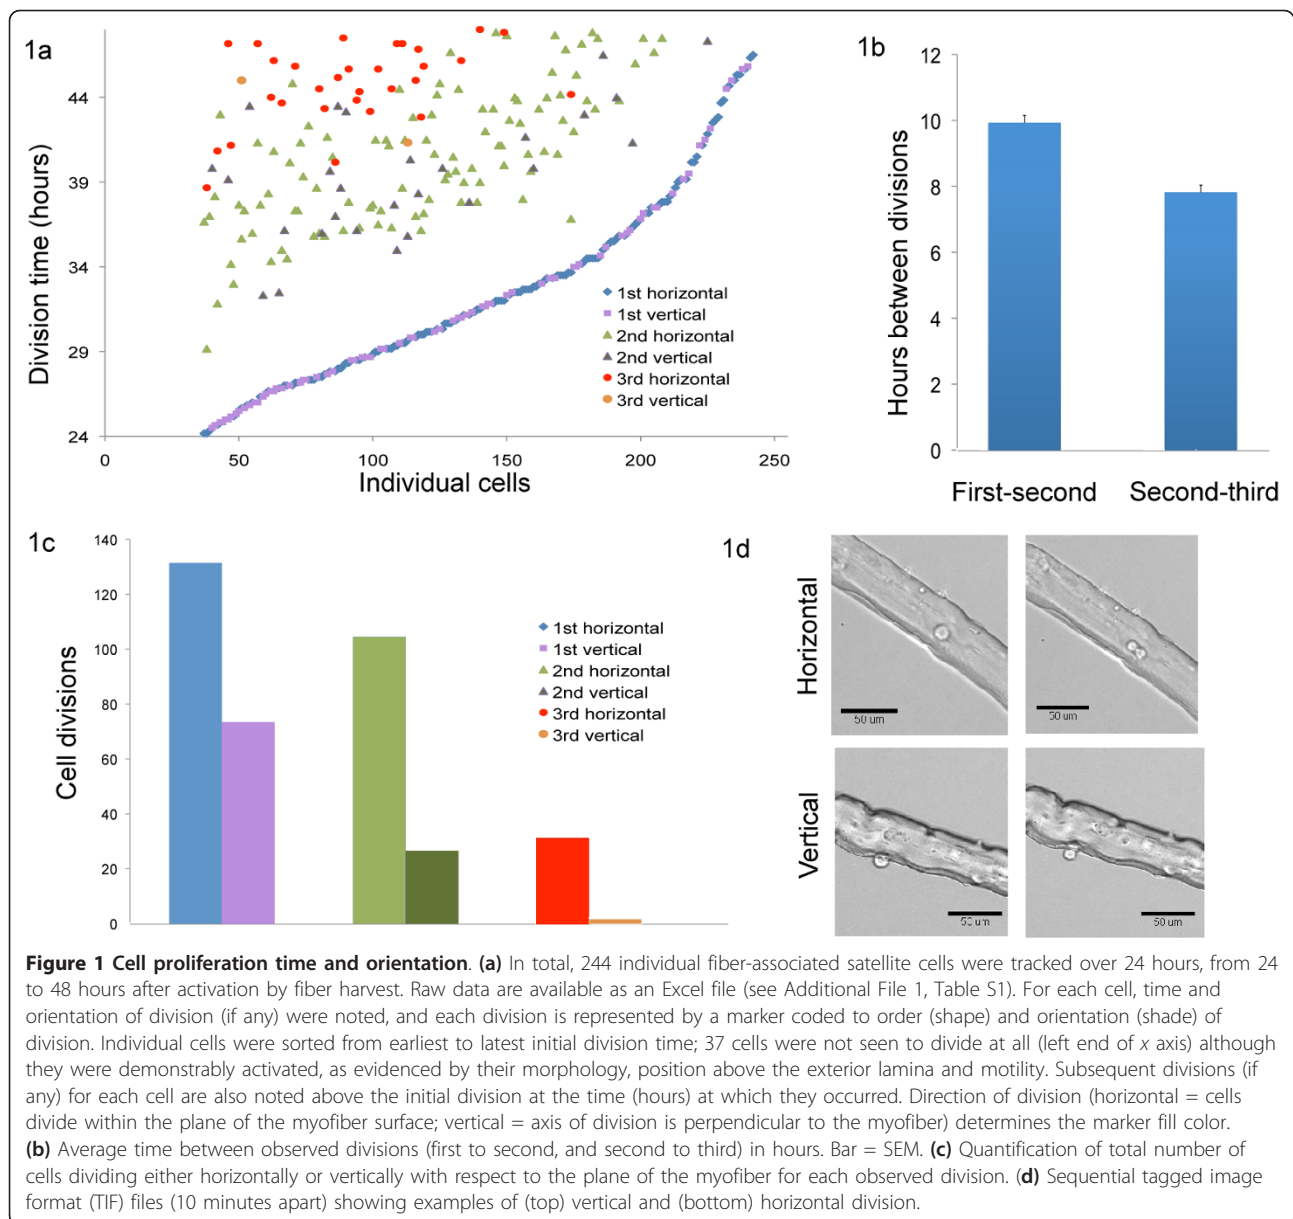 1a
Division time (hours)
44
39
34
29
24
0
50
100
150
200
250
Individual cells
1st horizontal
1st vertical
2nd horizontal
2nd vertical
3rd horizontal
3rd vertical
1b
Hours between divisions
12
10
8
6
4
2
0
First-second
Second-third
1c
Cell divisions
140
120
100
80
60
40
20
0
1st horizontal
1st vertical
2nd horizontal
2nd vertical
3rd horizontal
3rd vertical
1d
Horizontal
50 um
50 um
Vertical
50 um
50 um
Figure 1 Cell proliferation time and orientation. (a) In total, 244 individual fiber-associated satellite cells were tracked over 24 hours, from 24
to 48 hours after activation by fiber harvest. Raw data are available as an Excel file (see Additional File 1, Table S1). For each cell, time and
orientation of division (if any) were noted, and each division is represented by a marker coded to order (shape) and orientation (shade) of
division. Individual cells were sorted from earliest to latest initial division time; 37 cells were not seen to divide at all (left end of x axis) although
they were demonstrably activated, as evidenced by their morphology, position above the exterior lamina and motility. Subsequent divisions (if
any) for each cell are also noted above the initial division at the time (hours) at which they occurred. Direction of division (horizontal = cells
divide within the plane of the myofiber surface; vertical = axis of division is perpendicular to the myofiber) determines the marker fill color.
(b) Average time between observed divisions (first to second, and second to third) in hours. Bar = SEM. (c) Quantification of total number of
cells dividing either horizontally or vertically with respect to the plane of the myofiber for each observed division. (d) Sequential tagged image
format (TIF) files (10 minutes apart) showing examples of (top) vertical and (bottom) horizontal division.